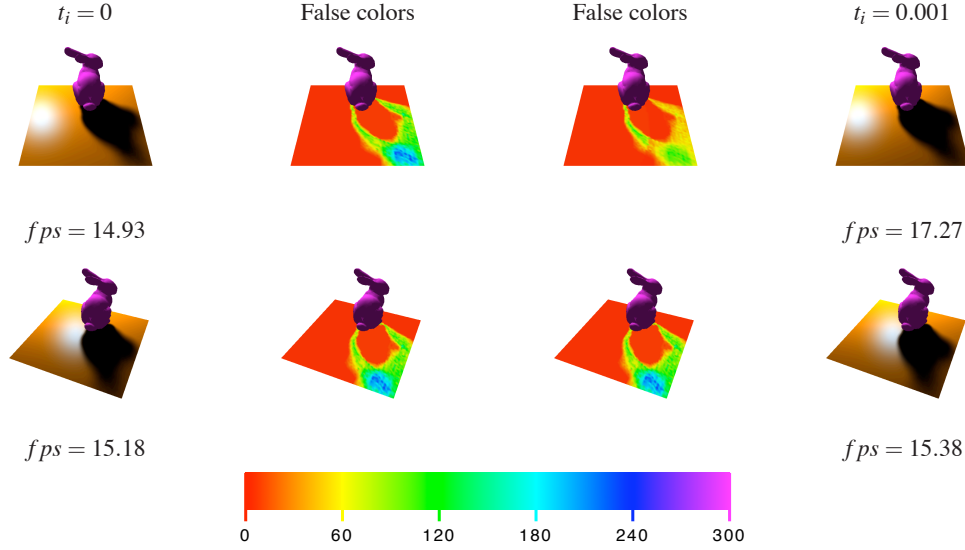 t_i = 0
False colors
False colors
t_i = 0.001
fps = 14.93
fps = 17.27
fps = 15.18
fps = 15.38
0 60 120 180 240 300